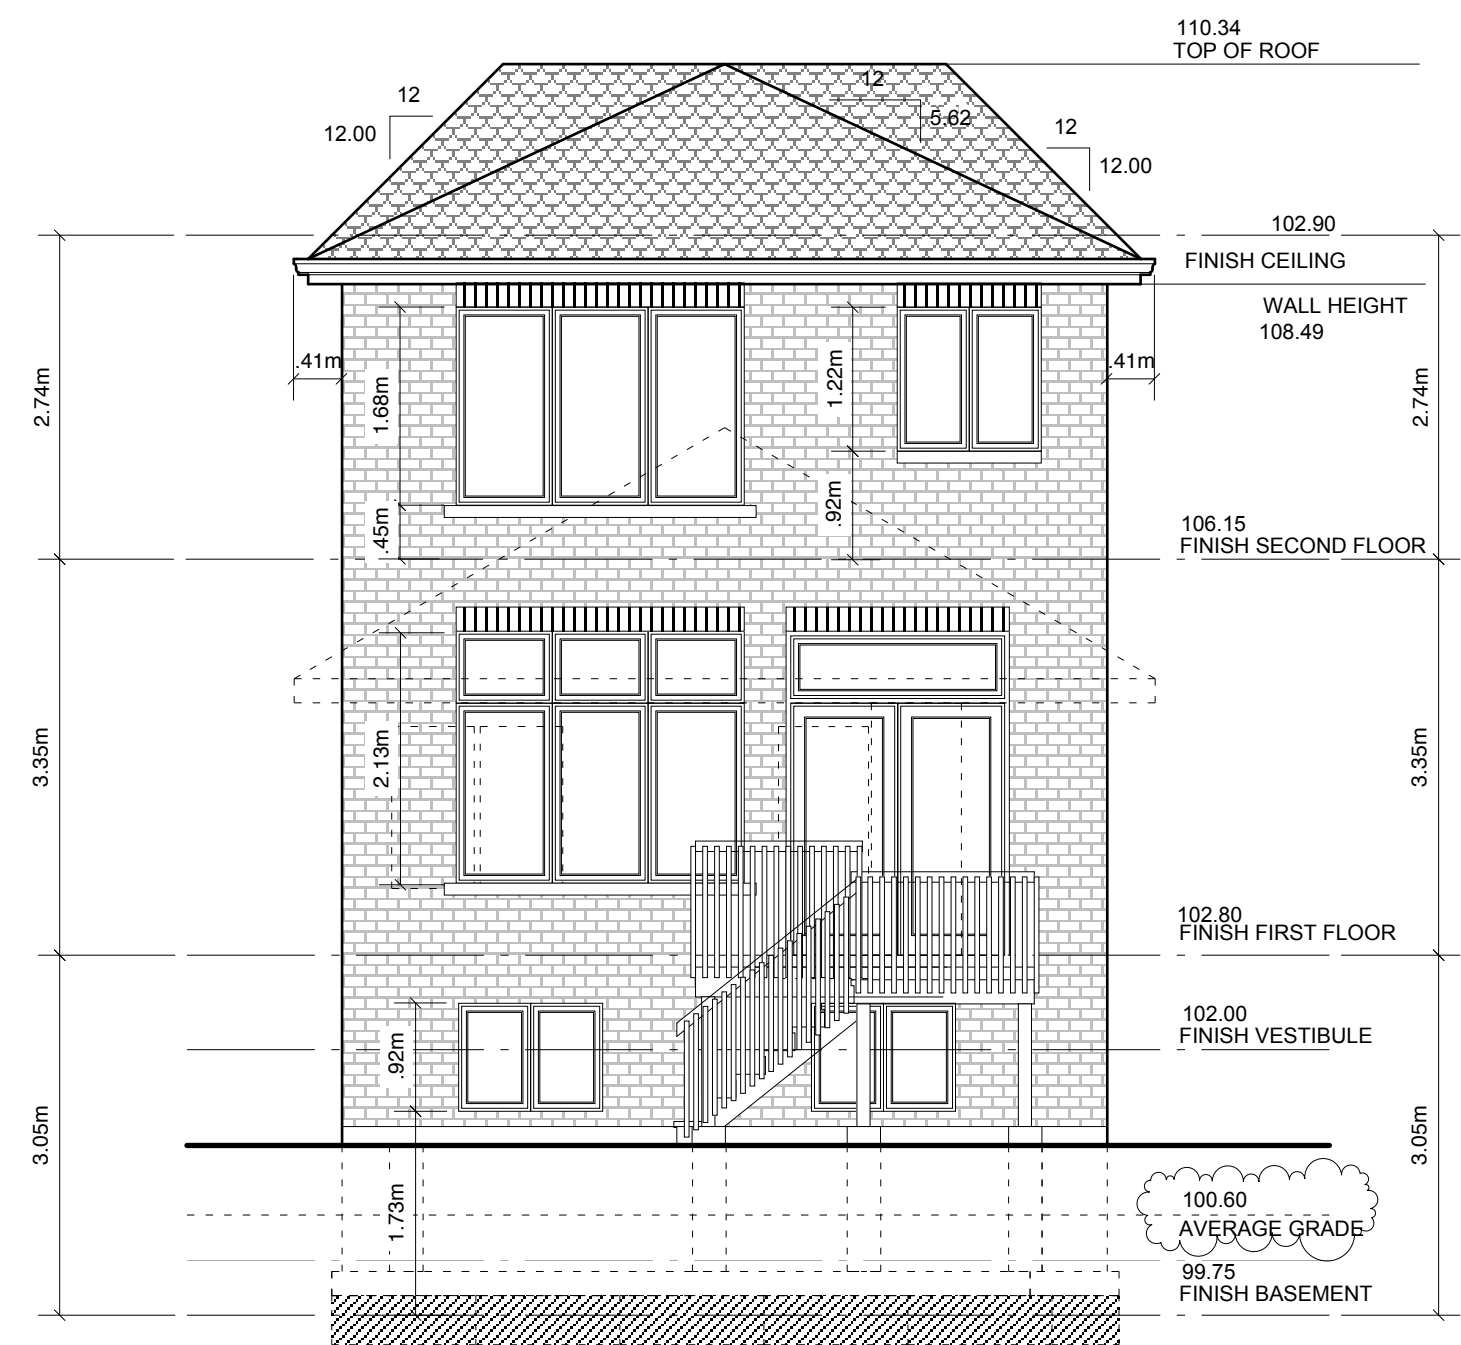 110.34
TOP OF ROOF
12
12
5.62
12.00
12
12.00
102.90
FINISH CEILING
WALL HEIGHT
108.49
.41m
.41m
2.74m
1.68m
1.22m
2.74m
.45m
.92m
106.15
FINISH SECOND FLOOR
3.35m
2.13m
3.35m
102.80
FINISH FIRST FLOOR
102.00
FINISH VESTIBULE
.92m
3.05m
3.05m
1.73m
100.60
AVERAGE GRADE
99.75
FINISH BASEMENT